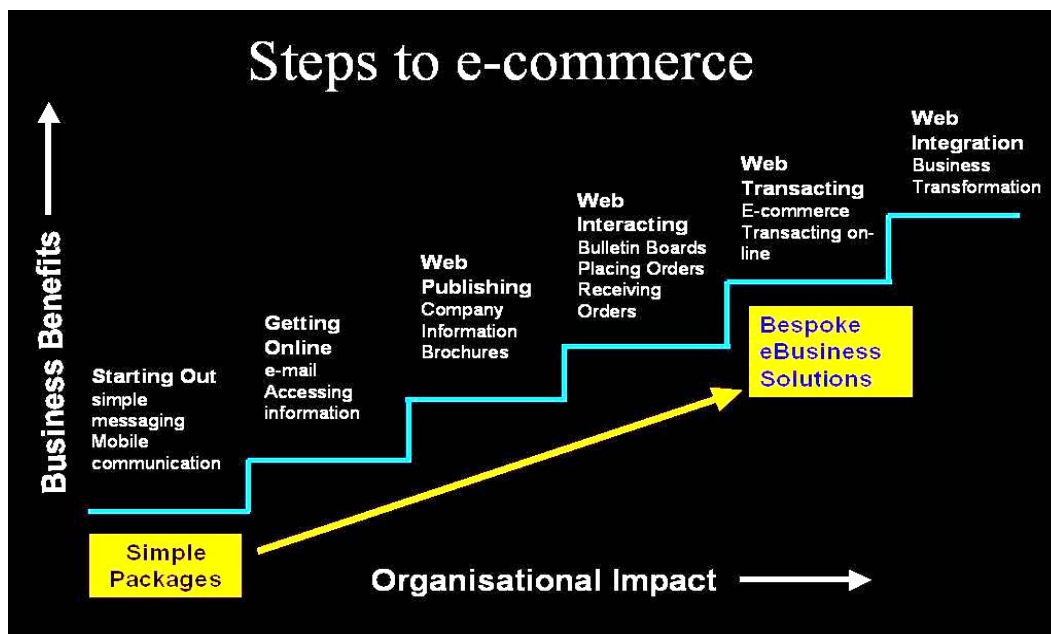 Steps to e-commerce
Business Benefits
Starting Out
simple
messaging
Mobile
communication
Getting
Online
e-mail
Accessing
information
Web
Publishing
Company
Information
Brochures
Web
Interacting
Bulletin Boards
Placing Orders
Receiving
Orders
Web
Transacting
E-commerce
Transacting on-
line
Web
Integration
Business
Transformation
Simple
Packages
Bespoke
eBusiness
Solutions
Organisational Impact